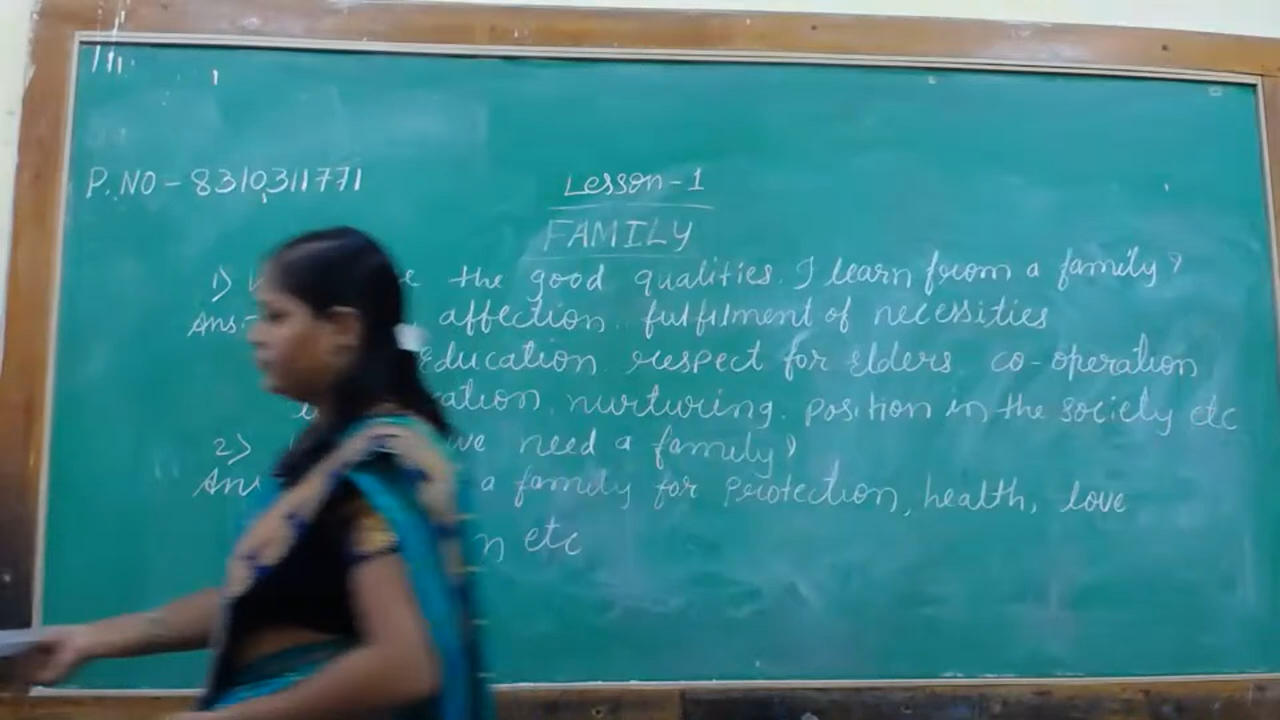 P.NO - 8310311771
Lesson-1
FAMILY
1) the good qualities. I learn from a family?
Ans- affection. fulfilment of necessities
Education. respect for elders co-operation
nurturing. position in the society etc
2) we need a family?
Ans a family for protection, health, love
etc